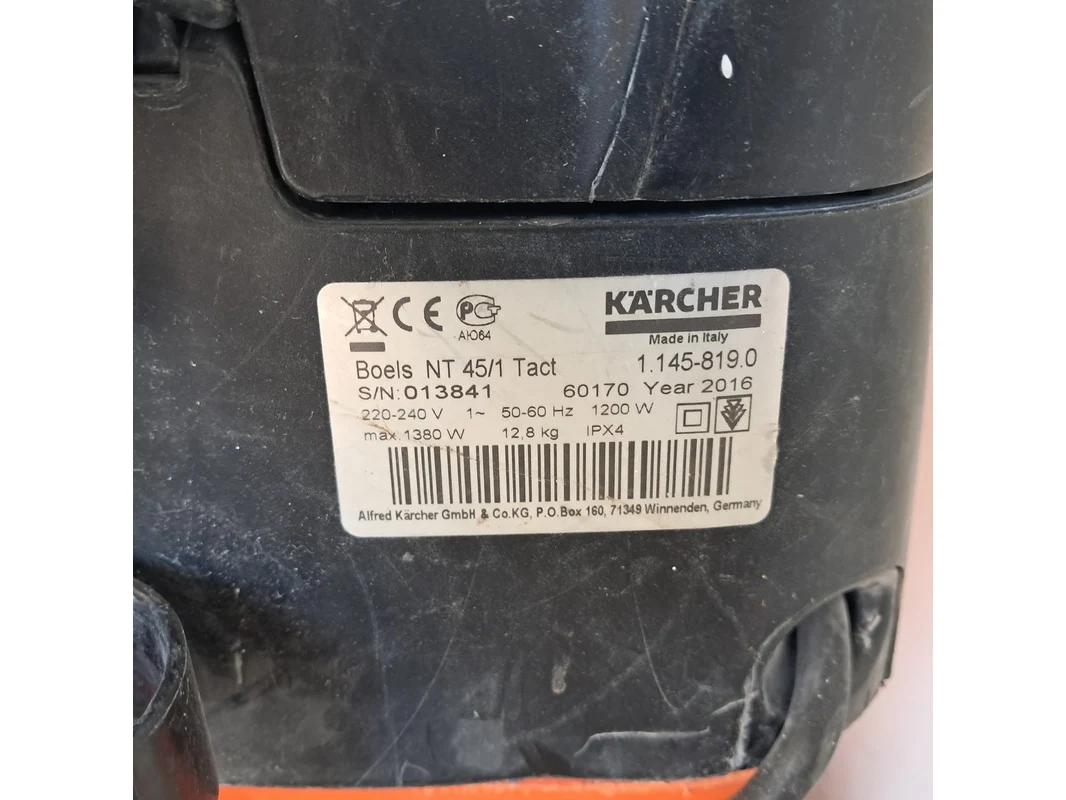 KÄRCHER
Made in Italy
АЮ64
Boels NT 45/1 Tact 1.145-819.0
S/N: 013841 60170 Year 2016
220-240 V 1~ 50-60 Hz 1200 W
max.1380 W 12,8 kg IPX4
Alfred Kärcher GmbH & Co.KG, P.O.Box 160, 71349 Winnenden, Germany